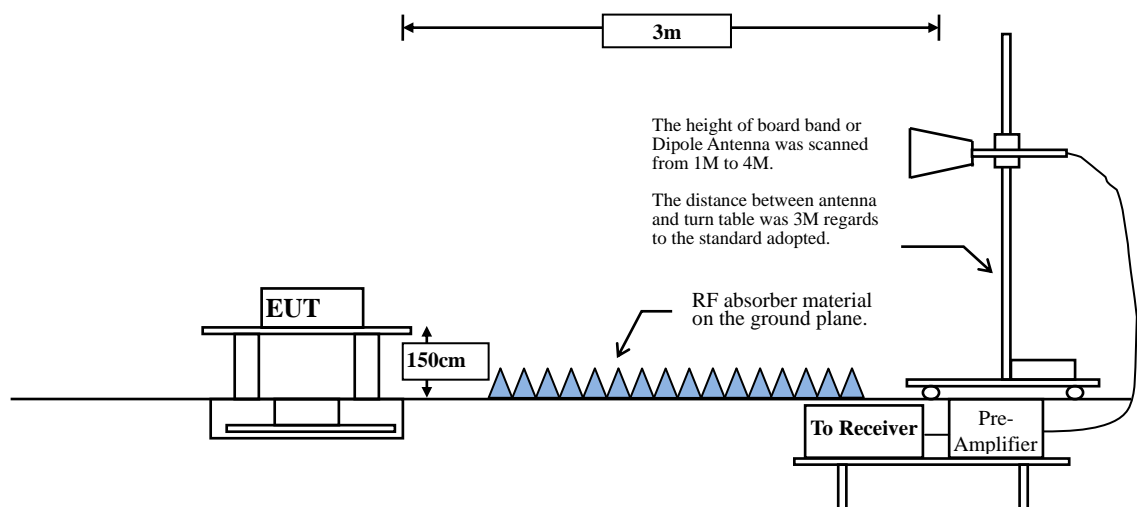 3m
The height of board band or
Dipole Antenna was scanned
from 1M to 4M.
The distance between antenna
and turn table was 3M regards
to the standard adopted.
RF absorber material
on the ground plane.
EUT
150cm
To Receiver
Pre-
Amplifier